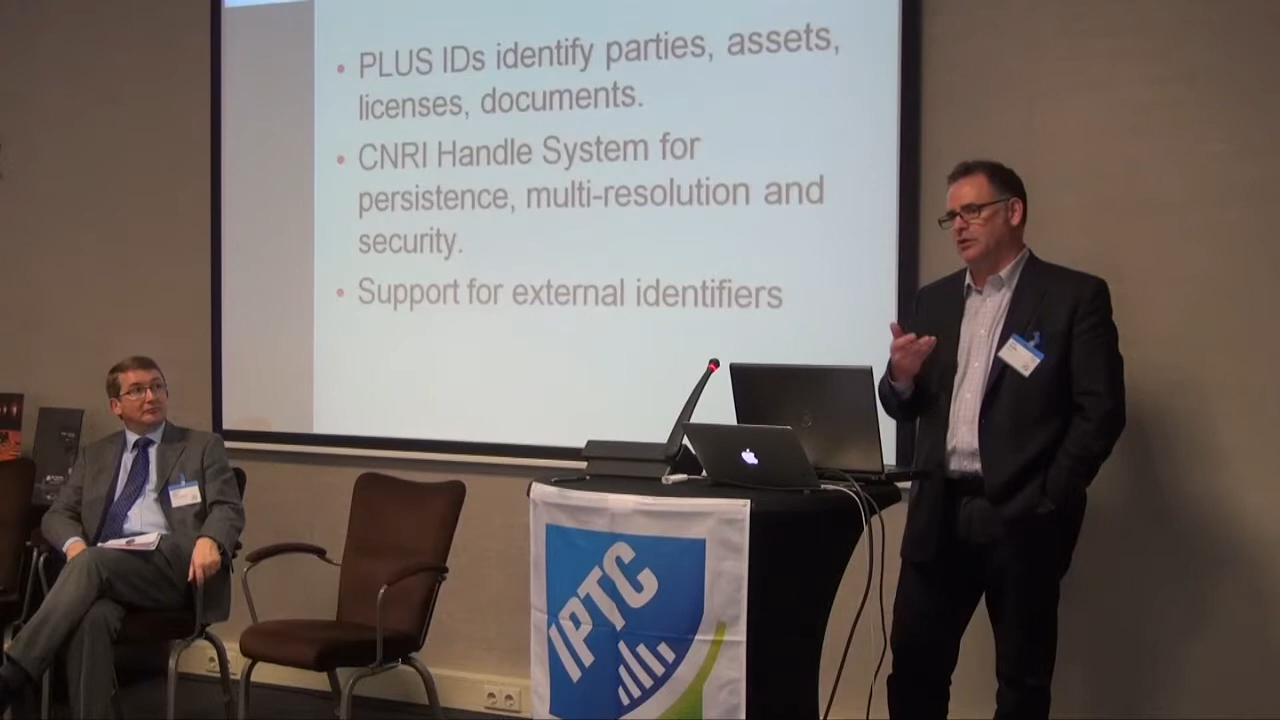 • PLUS IDs identify parties, assets,
licenses, documents.
• CNRI Handle System for
persistence, multi-resolution and
security.
• Support for external identifiers
IPTC